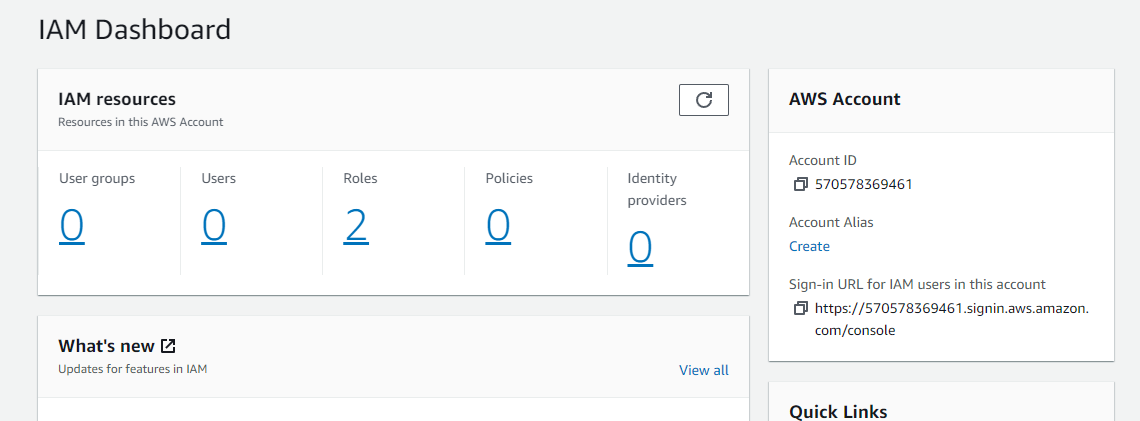 IAM Dashboard
IAM resources
Resources in this AWS Account
User groups
0
Users
0
Roles
2
Policies
0
Identity
providers
0
What's new
Updates for features in IAM
View all
AWS Account
Account ID
570578369461
Account Alias
Create
Sign-in URL for IAM users in this account
https://570578369461.signin.aws.amazon.
com/console
Quick Links